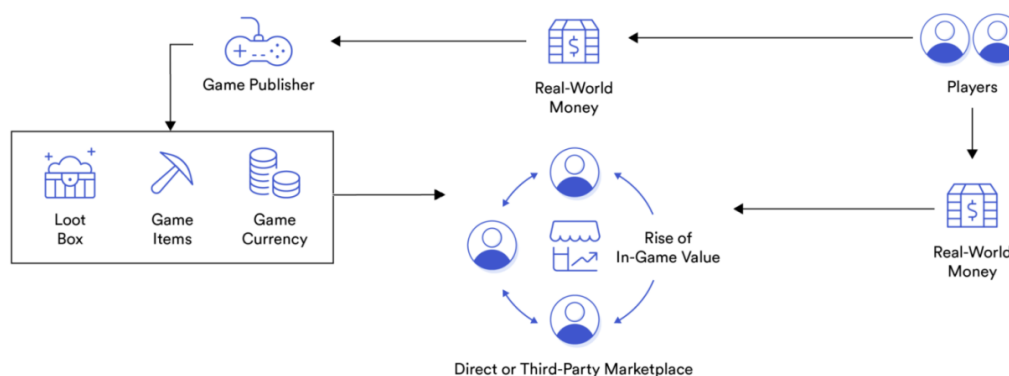 Game Publisher
Real-World
Money
Players
Loot
Box
Game
Items
Game
Currency
Rise of
In-Game Value
Real-World
Money
Direct or Third-Party Marketplace